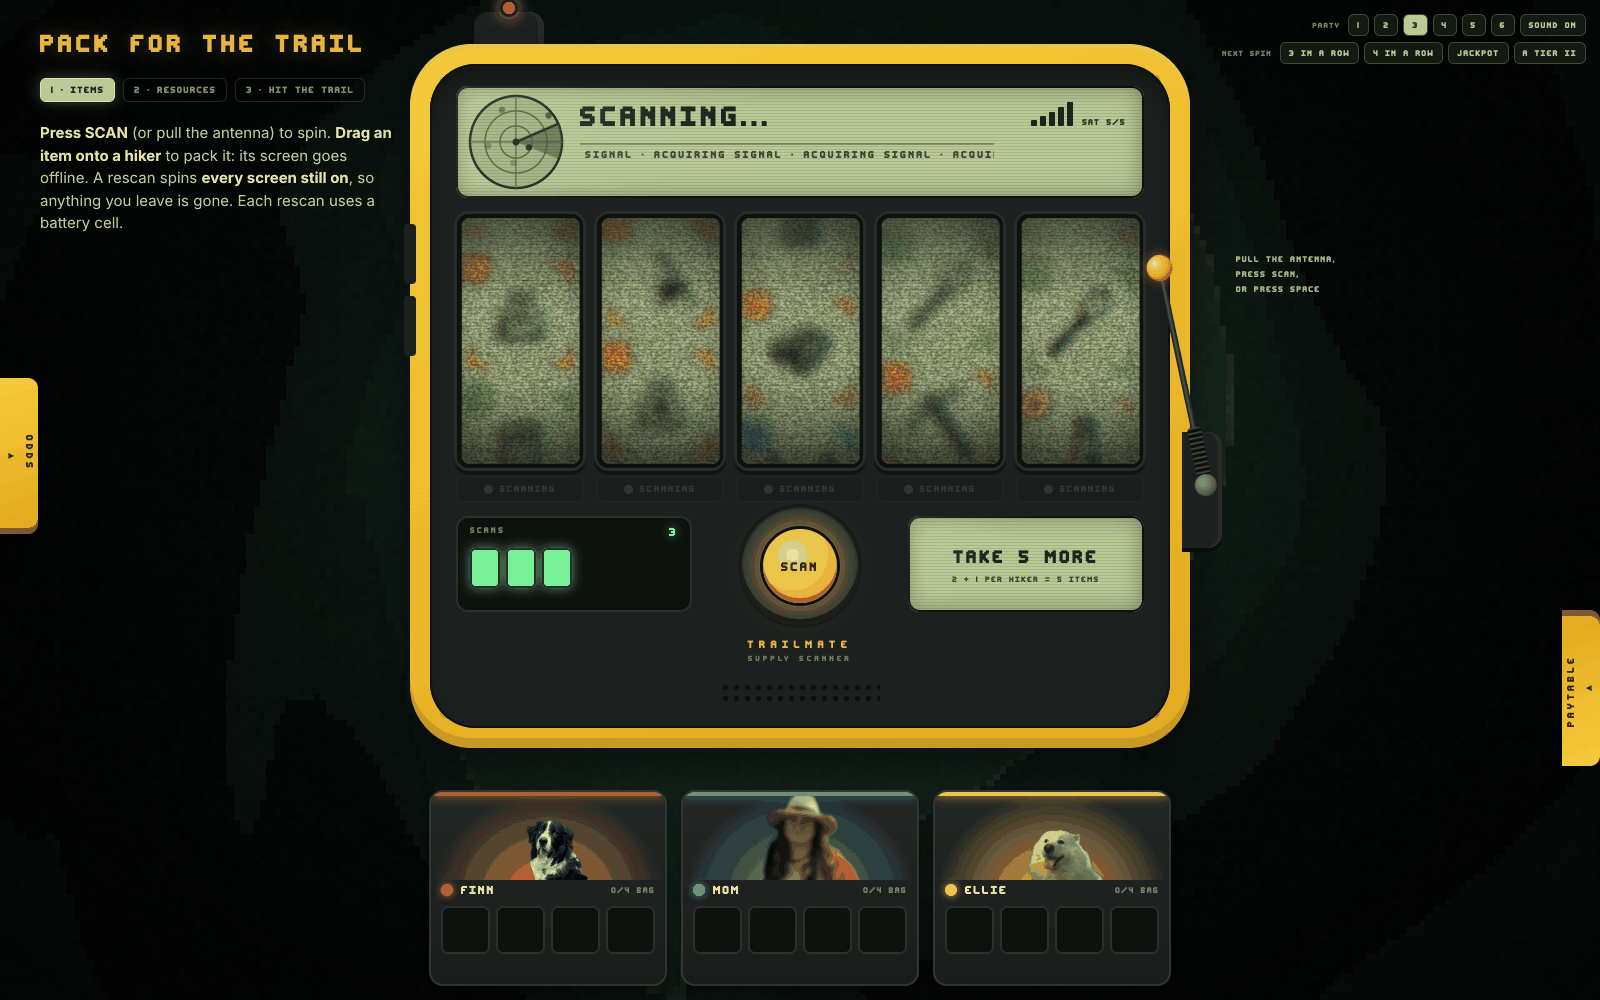 PACK FOR THE TRAIL
1 · ITEMS
2 · RESOURCES
3 · HIT THE TRAIL
Press SCAN (or pull the antenna) to spin. Drag an
item onto a hiker to pack it: its screen goes
offline. A rescan spins every screen still on, so
anything you leave is gone. Each rescan uses a
battery cell.
PARTY
1
2
3
4
5
6
SOUND ON
NEXT SPIN
3 IN A ROW
4 IN A ROW
JACKPOT
A TIER II
SCANNING...
SAT 5/5
SIGNAL · ACQUIRING SIGNAL · ACQUIRING SIGNAL · ACQUI
PULL THE ANTENNA,
PRESS SCAN,
OR PRESS SPACE
ODDS
SCANNING
SCANNING
SCANNING
SCANNING
SCANNING
SCANS
3
SCAN
TAKE 5 MORE
2 + 1 PER HIKER = 5 ITEMS
TRAILMATE
SUPPLY SCANNER
PAYTABLE
FINN
0/4 BAG
MOM
0/4 BAG
ELLIE
0/4 BAG